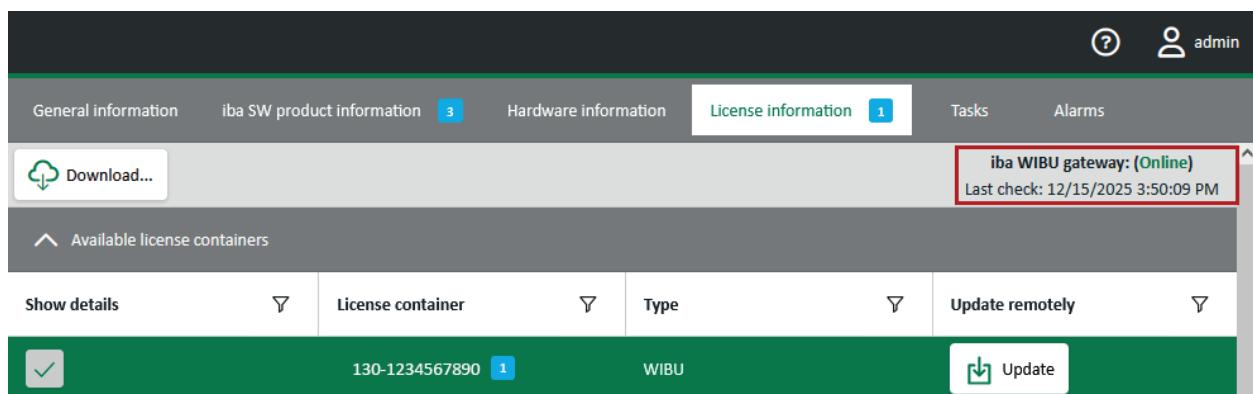 admin
General information iba SW product information 3 Hardware information License information 1 Tasks Alarms
Download...
iba WIBU gateway: (Online)
Last check: 12/15/2025 3:50:09 PM
Available license containers
Show details License container Type Update remotely
130-1234567890 1 WIBU Update